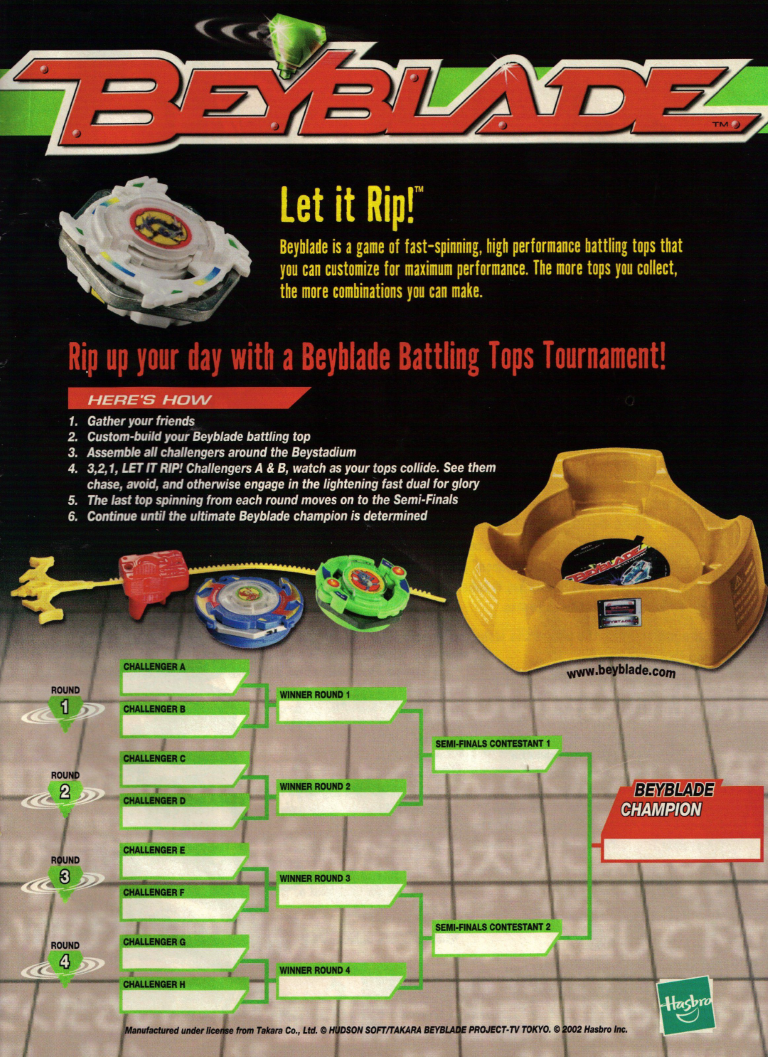 BEYBLADE
TM
Let it Rip!™
Beyblade is a game of fast-spinning, high performance battling tops that
you can customize for maximum performance. The more tops you collect,
the more combinations you can make.
Rip up your day with a Beyblade Battling Tops Tournament!
HERE'S HOW
1. Gather your friends
2. Custom-build your Beyblade battling top
3. Assemble all challengers around the Beystadium
4. 3,2,1, LET IT RIP! Challengers A & B, watch as your tops collide. See them
chase, avoid, and otherwise engage in the lightening fast dual for glory
5. The last top spinning from each round moves on to the Semi-Finals
6. Continue until the ultimate Beyblade champion is determined
BEYBLADE
www.beyblade.com
ROUND
1
CHALLENGER A
CHALLENGER B
WINNER ROUND 1
SEMI-FINALS CONTESTANT 1
ROUND
2
CHALLENGER C
CHALLENGER D
WINNER ROUND 2
BEYBLADE
CHAMPION
ROUND
3
CHALLENGER E
CHALLENGER F
WINNER ROUND 3
SEMI-FINALS CONTESTANT 2
ROUND
4
CHALLENGER G
CHALLENGER H
WINNER ROUND 4
Hasbro
Manufactured under license from Takara Co., Ltd. © HUDSON SOFT/TAKARA BEYBLADE PROJECT-TV TOKYO. © 2002 Hasbro Inc.